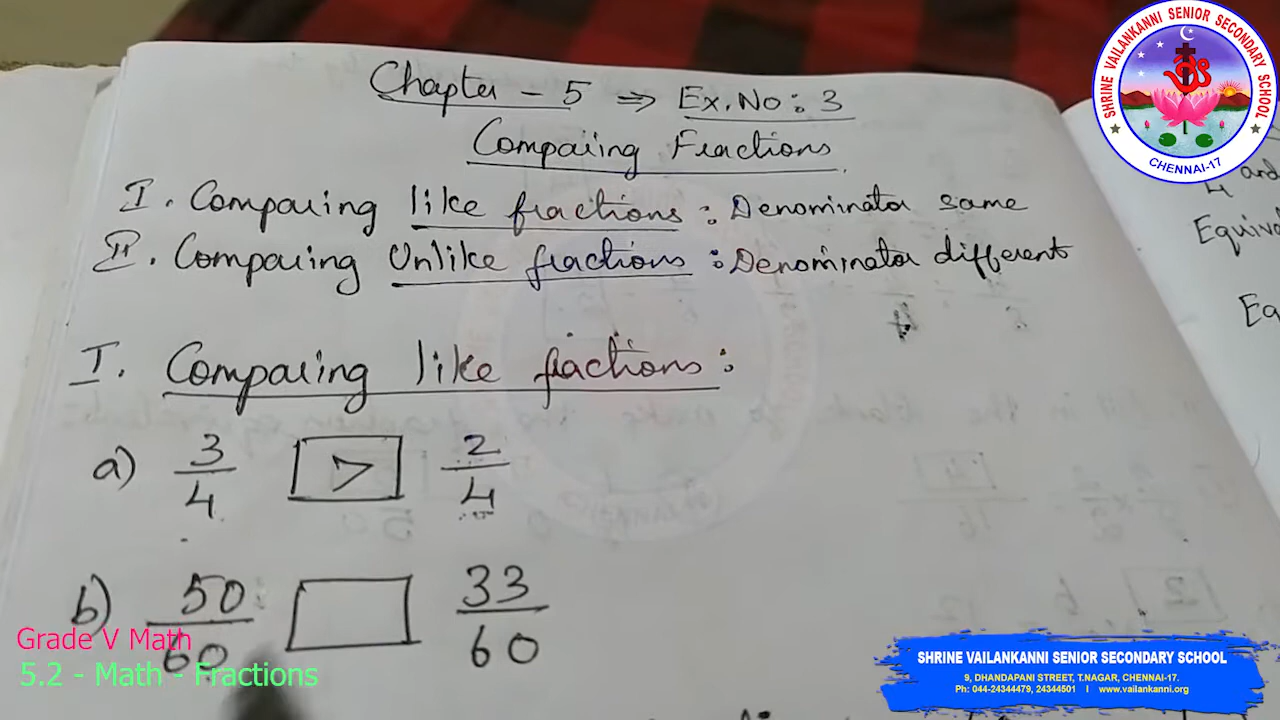 Chapter - 5 ⇒ Ex.No: 3
Comparing Fractions.
I. Comparing like fractions: Denominator same
II. Comparing Unlike fractions: Denominator different
I. Comparing like fractions:
a) 3/4 > 2/4
b) 50/60 33/60
4 and
Equiv
Grade V Math
5.2 - Math - Fractions
SHRINE VAILANKANNI SENIOR SECONDARY SCHOOL
CHENNAI-17
SHRINE VAILANKANNI SENIOR SECONDARY SCHOOL
9, DHANDAPANI STREET, T.NAGAR, CHENNAI-17.
Ph: 044-24344479, 24344501 I www.vailankanni.org